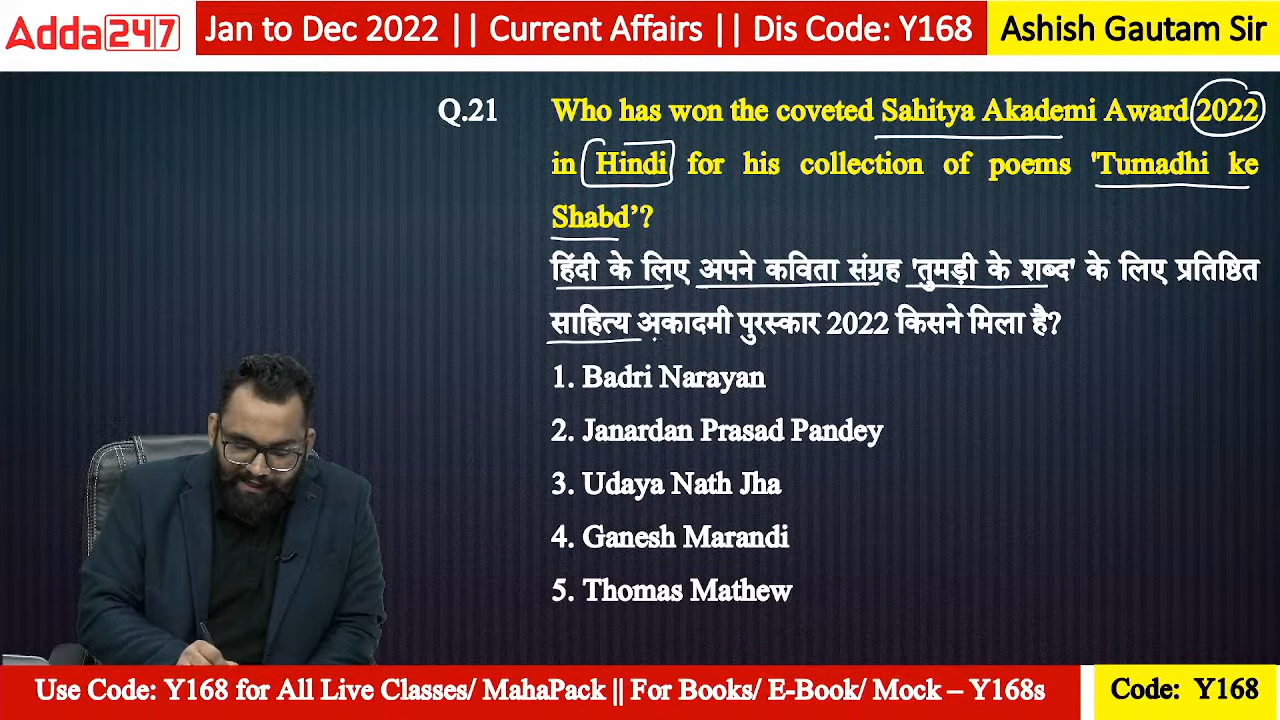 Adda247 Jan to Dec 2022 || Current Affairs || Dis Code: Y168 Ashish Gautam Sir
Q.21 Who has won the coveted Sahitya Akademi Award 2022
in Hindi for his collection of poems 'Tumadhi ke
Shabd’?
हिंदी के लिए अपने कविता संग्रह 'तुमड़ी के शब्द' के लिए प्रतिष्ठित
साहित्य अकादमी पुरस्कार 2022 किसने मिला है?
1. Badri Narayan
2. Janardan Prasad Pandey
3. Udaya Nath Jha
4. Ganesh Marandi
5. Thomas Mathew
Use Code: Y168 for All Live Classes/ MahaPack || For Books/ E-Book/ Mock – Y168s Code: Y168